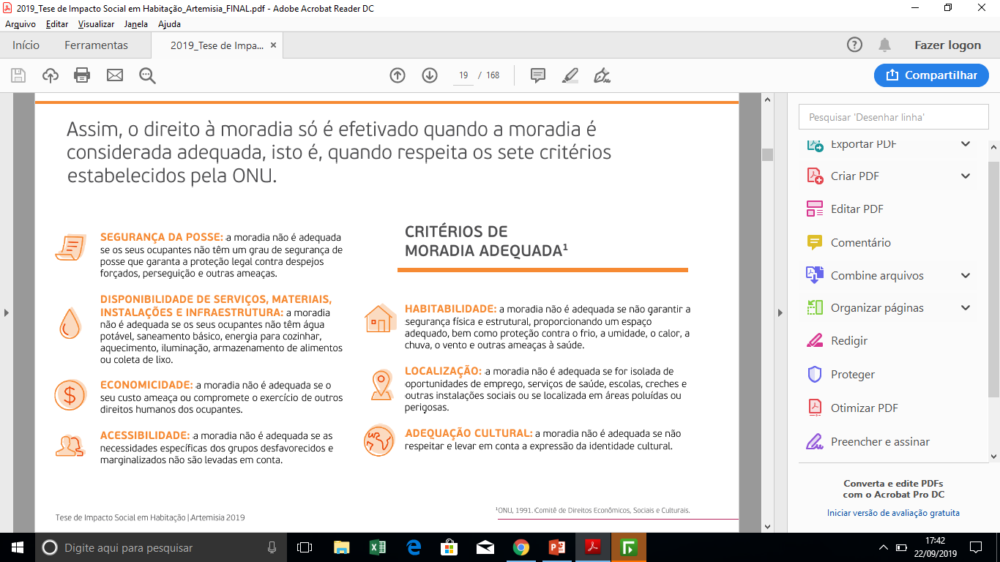 2019_Tese de Impacto Social em Habitação_Artemisia_FINAL.pdf - Adobe Acrobat Reader DC
Arquivo Editar Visualizar Janela Ajuda
Início Ferramentas 2019_Tese de Impa... × ? Fazer logon
19 / 168 Compartilhar
Assim, o direito à moradia só é efetivado quando a moradia é
considerada adequada, isto é, quando respeita os sete critérios
estabelecidos pela ONU.
SEGURANÇA DA POSSE: a moradia não é adequada
se os seus ocupantes não têm um grau de segurança de
posse que garanta a proteção legal contra despejos
forçados, perseguição e outras ameaças.
DISPONIBILIDADE DE SERVIÇOS, MATERIAIS,
INSTALAÇÕES E INFRAESTRUTURA: a moradia
não é adequada se os seus ocupantes não têm água
potável, saneamento básico, energia para cozinhar,
aquecimento, iluminação, armazenamento de alimentos
ou coleta de lixo.
$
ECONOMICIDADE: a moradia não é adequada se o
seu custo ameaça ou compromete o exercício de outros
direitos humanos dos ocupantes.
ACESSIBILIDADE: a moradia não é adequada se as
necessidades específicas dos grupos desfavorecidos e
marginalizados não são levadas em conta.
CRITÉRIOS DE
MORADIA ADEQUADA¹
HABITABILIDADE: a moradia não é adequada se não garantir a
segurança física e estrutural, proporcionando um espaço
adequado, bem como proteção contra o frio, a umidade, o calor, a
chuva, o vento e outras ameaças à saúde.
LOCALIZAÇÃO: a moradia não é adequada se for isolada de
oportunidades de emprego, serviços de saúde, escolas, creches e
outras instalações sociais ou se localizada em áreas poluídas ou
perigosas.
ADEQUAÇÃO CULTURAL: a moradia não é adequada se não
respeitar e levar em conta a expressão da identidade cultural.
¹ONU, 1991. Comitê de Direitos Econômicos, Sociais e Culturais.
Tese de Impacto Social em Habitação | Artemisia 2019
Pesquisar 'Desenhar linha'
Exportar PDF
Criar PDF
Editar PDF
Comentário
Combine arquivos
Organizar páginas
Redigir
Proteger
Otimizar PDF
Preencher e assinar
Converta e edite PDFs
com o Acrobat Pro DC
Iniciar versão de avaliação gratuita
Digite aqui para pesquisar
17:42
22/09/2019